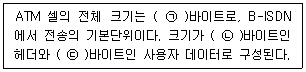 ATM 셀의 전체 크기는 ( ㉠ )바이트로, B-ISDN
에서 전송의 기본단위이다. 크기가 ( ㉡ )바이트인
헤더와 ( ㉢ )바이트인 사용자 데이터로 구성된다.